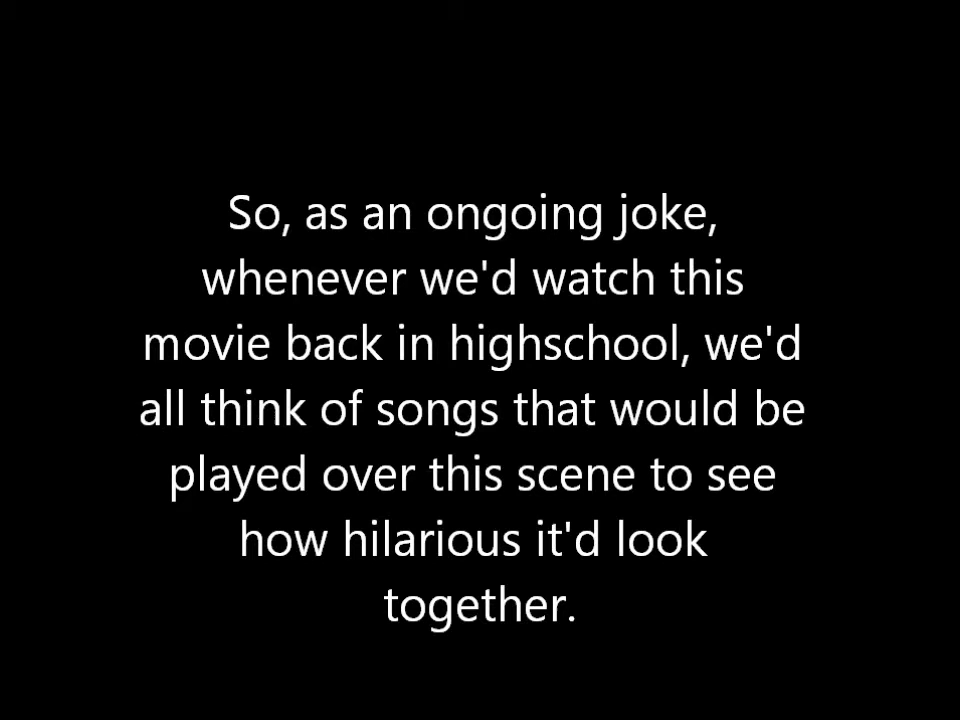 So, as an ongoing joke,
whenever we'd watch this
movie back in highschool, we'd
all think of songs that would be
played over this scene to see
how hilarious it'd look
together.